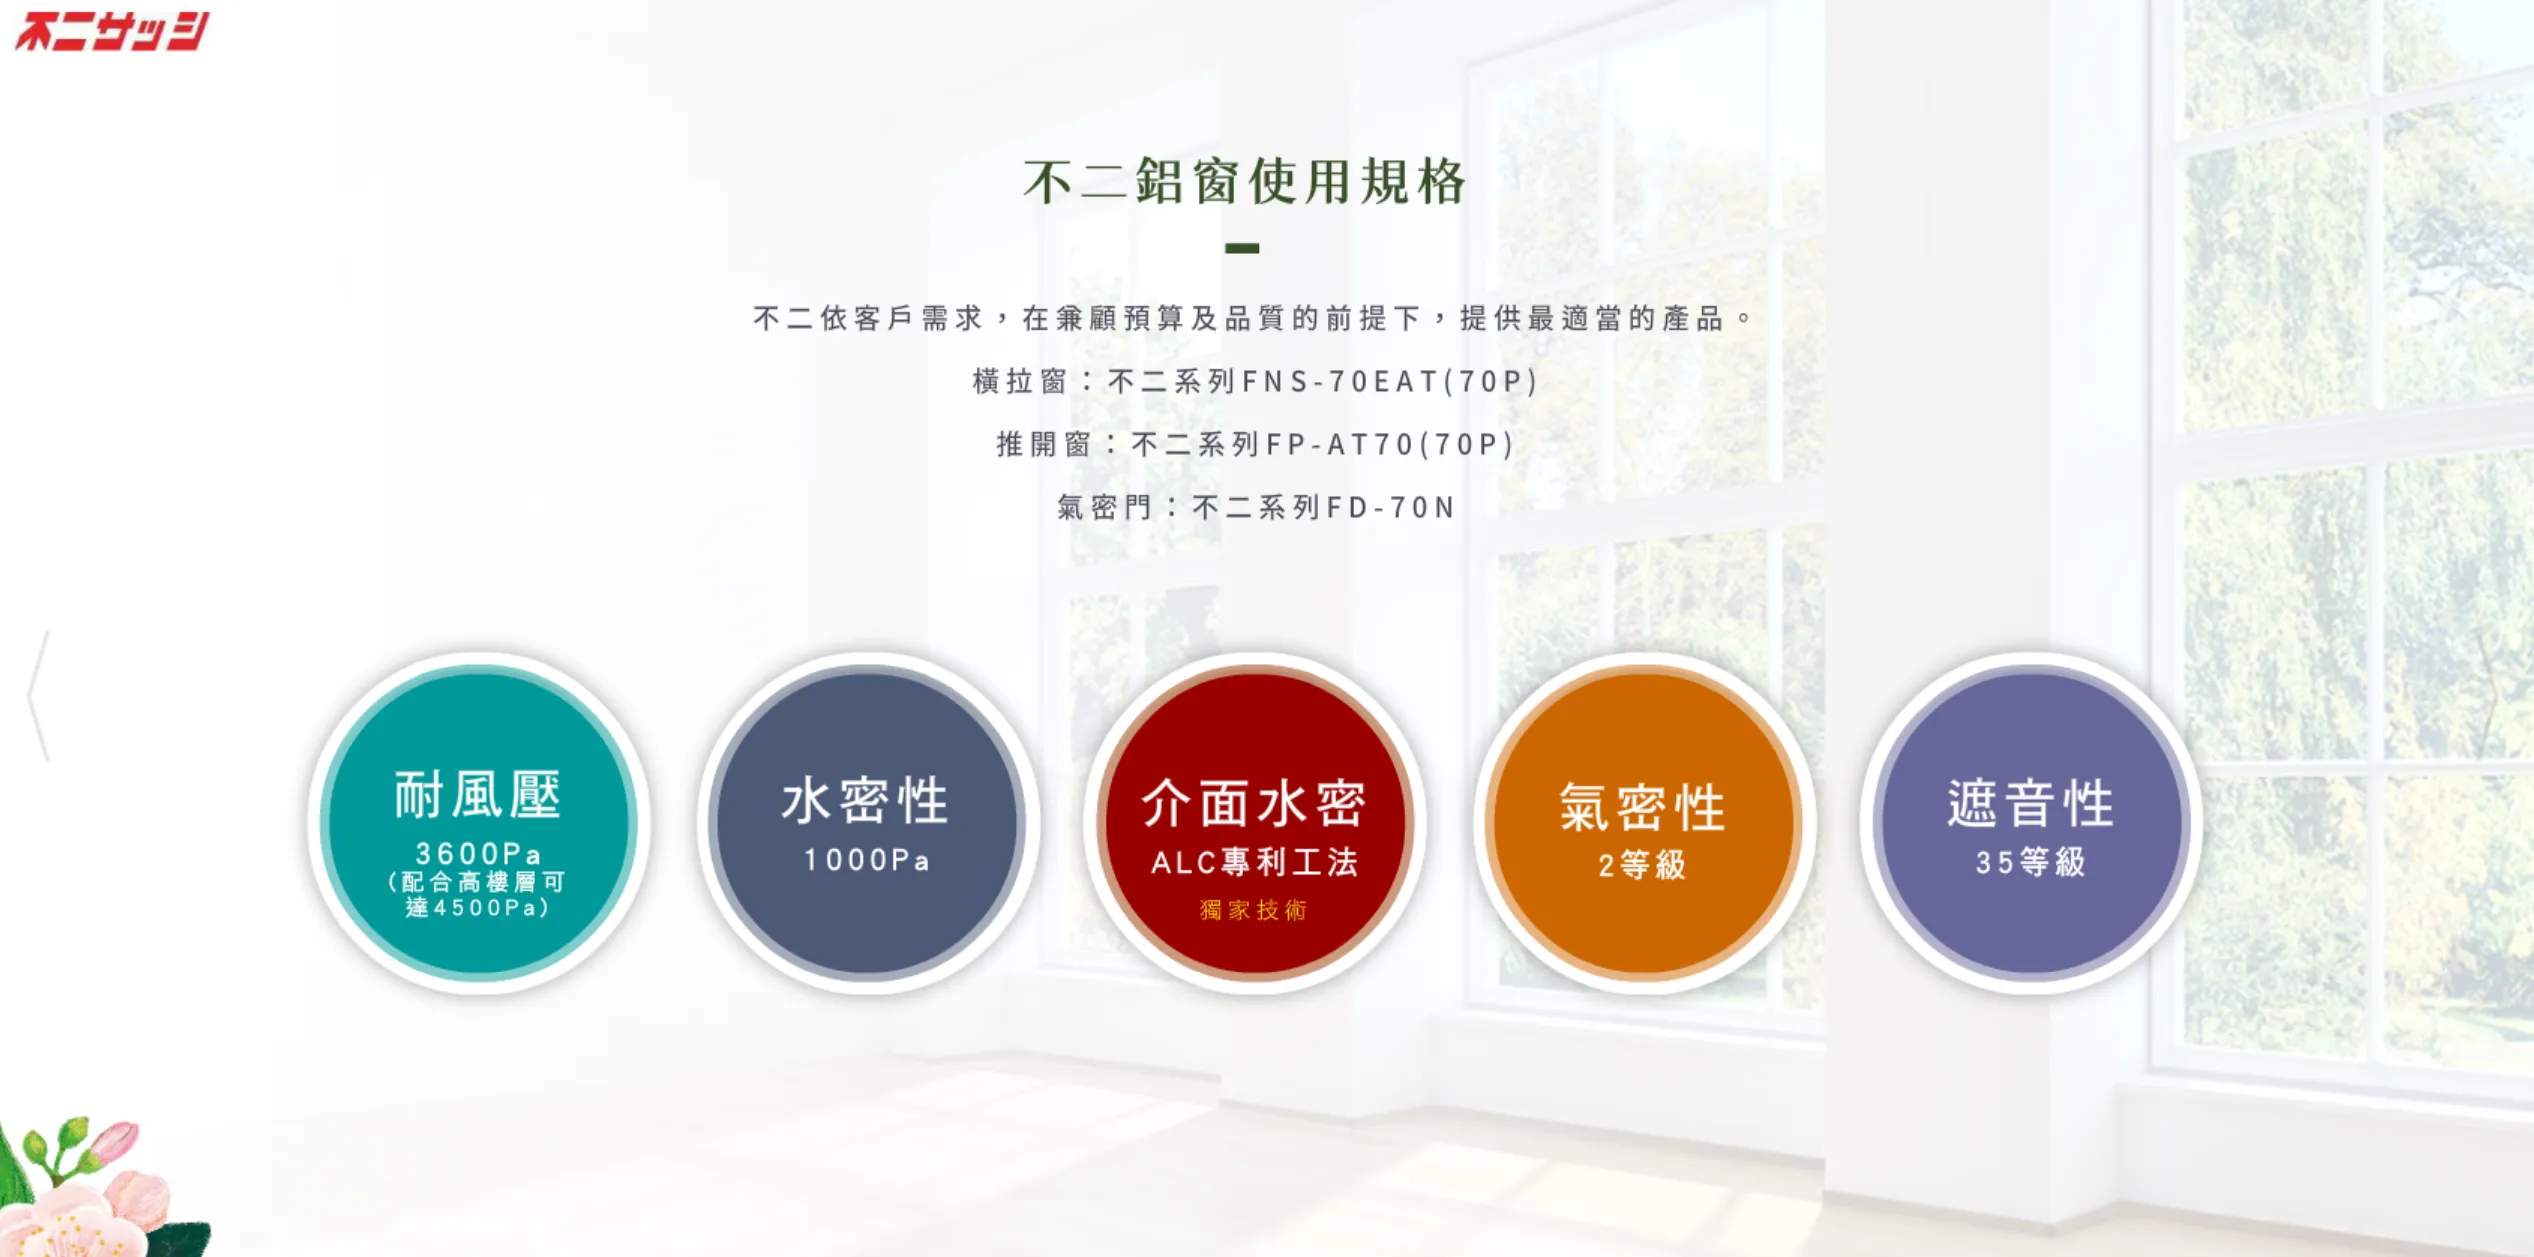 不二サッシ
不二鋁窗使用規格
不二依客戶需求，在兼顧預算及品質的前提下，提供最適當的產品。
橫拉窗：不二系列FNS-70EAT(70P)
推開窗：不二系列FP-AT70(70P)
氣密門：不二系列FD-70N
耐風壓
3600Pa
(配合高樓層可
達4500Pa)
水密性
1000Pa
介面水密
ALC專利工法
獨家技術
氣密性
2等級
遮音性
35等級